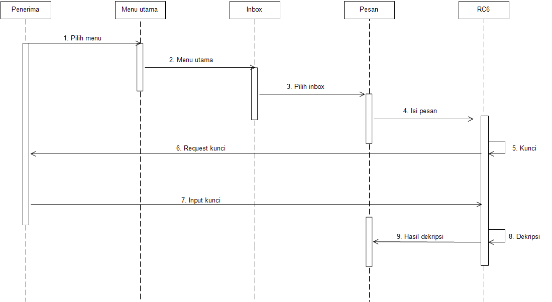 Penerima
Menu utama
Inbox
Pesan
RC6
1. Pilih menu
2. Menu utama
3. Pilih inbox
4. Isi pesan
5. Kunci
6. Request kunci
7. Input kunci
8. Dekripsi
9. Hasil dekripsi